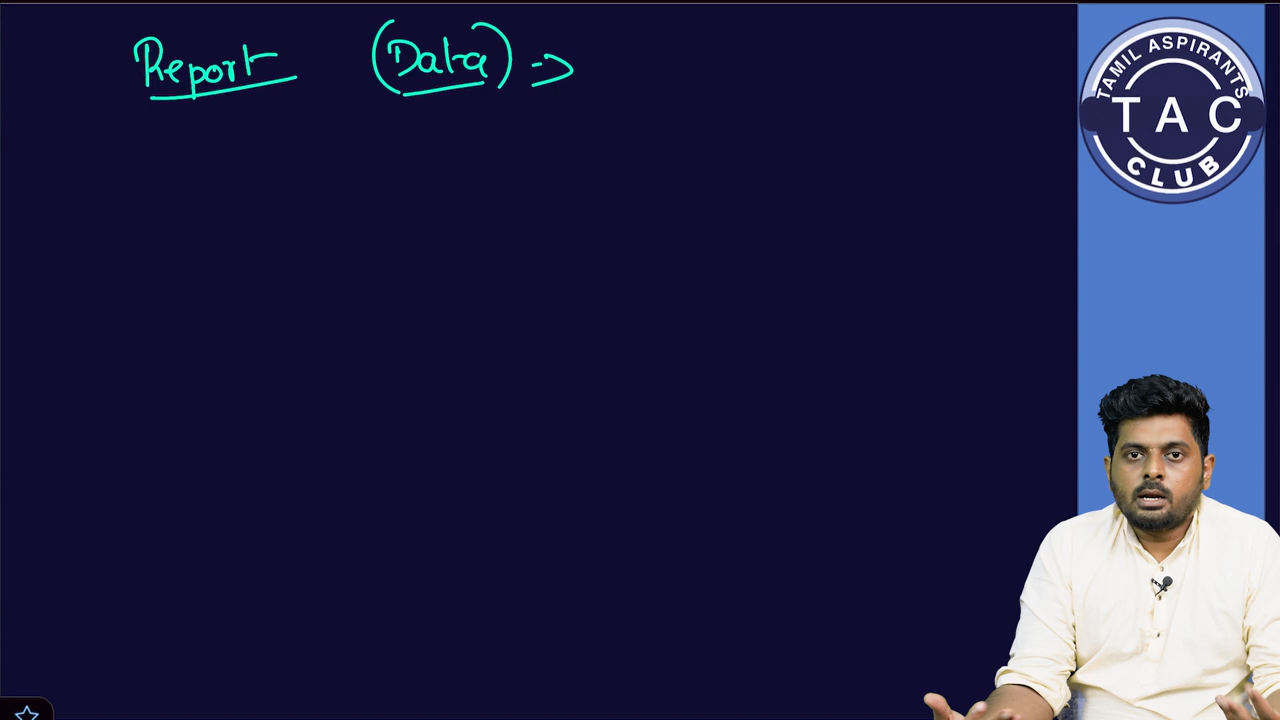 Report (Data) =>
TAMIL ASPIRANTS
TAC
CLUB